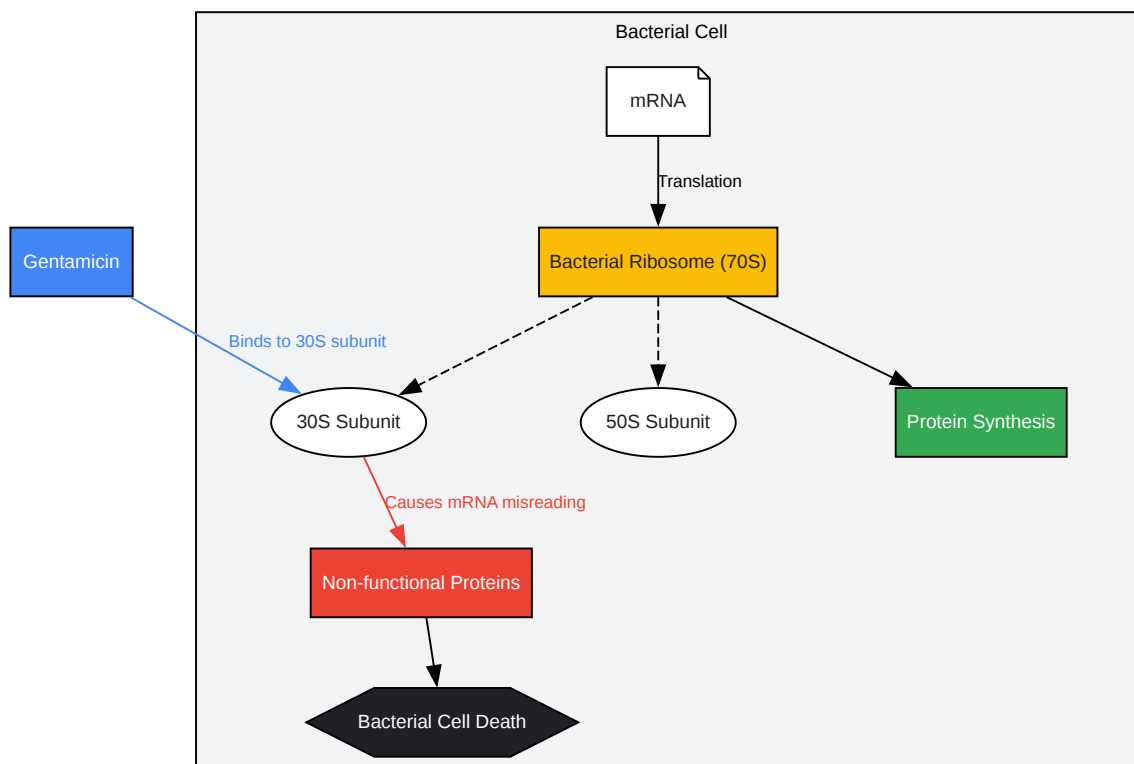 Bacterial Cell
mRNA
Translation
Gentamicin
Bacterial Ribosome (70S)
Binds to 30S subunit
30S Subunit
50S Subunit
Protein Synthesis
Causes mRNA misreading
Non-functional Proteins
Bacterial Cell Death